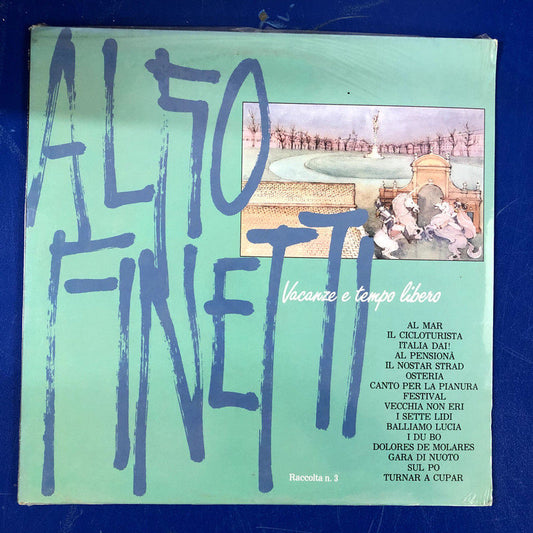 ALFO
FINETTI
Vacanze e tempo libero
AL MAR
IL CICLOTURISTA
ITALIA DAI!
AL PENSIONÀ
IL NOSTAR STRAD
OSTERIA
CANTO PER LA PIANURA
FESTIVAL
VECCHIA NON ERI
I SETTE LIDI
BALLIAMO LUCIA
I DU BO
DOLORES DE MOLARES
GARA DI NUOTO
SUL PO
TURNAR A CUPAR
Raccolta n. 3